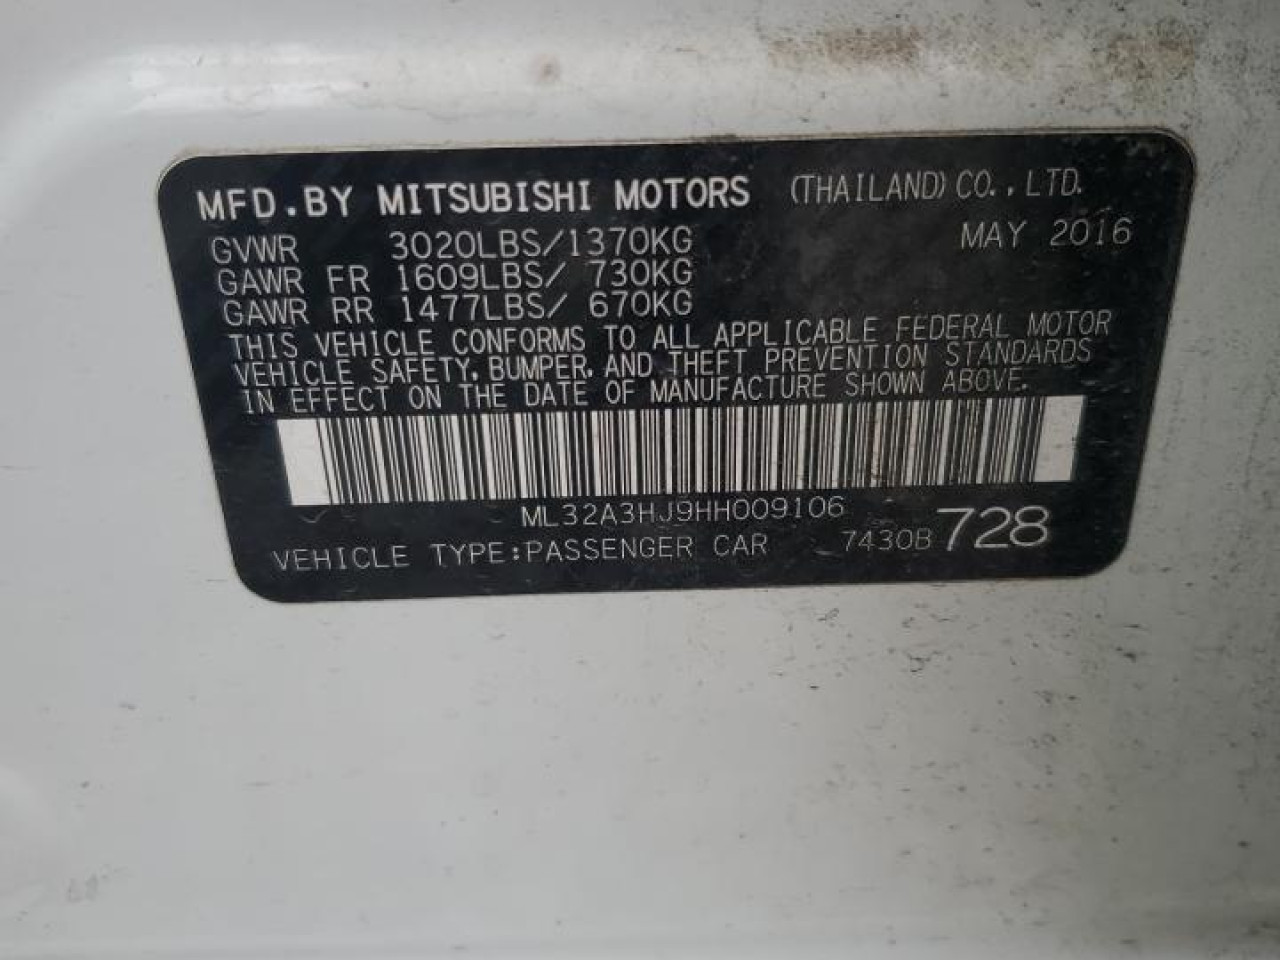 MFD.BY MITSUBISHI MOTORS (THAILAND) CO., LTD.
GVWR 3020LBS/1370KG MAY 2016
GAWR FR 1609LBS/ 730KG
GAWR RR 1477LBS/ 670KG
THIS VEHICLE CONFORMS TO ALL APPLICABLE FEDERAL MOTOR
VEHICLE SAFETY, BUMPER, AND THEFT PREVENTION STANDARDS
IN EFFECT ON THE DATE OF MANUFACTURE SHOWN ABOVE.
ML32A3HJ9HH009106
VEHICLE TYPE:PASSENGER CAR 7430B728